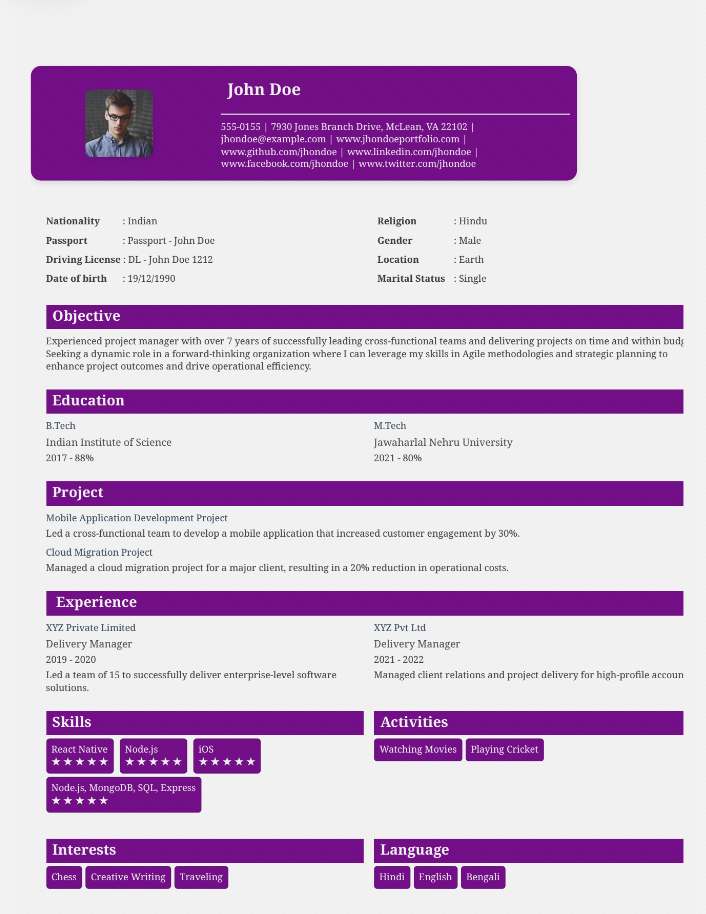 John Doe
555-0155 | 7930 Jones Branch Drive, McLean, VA 22102 |
jhondoe@example.com | www.jhondoeportfolio.com |
www.github.com/jhondoe | www.linkedin.com/jhondoe |
www.facebook.com/jhondoe | www.twitter.com/jhondoe
Nationality : Indian
Religion : Hindu
Passport : Passport - John Doe
Gender : Male
Driving License : DL - John Doe 1212
Location : Earth
Date of birth : 19/12/1990
Marital Status : Single
Objective
Experienced project manager with over 7 years of successfully leading cross-functional teams and delivering projects on time and within
Seeking a dynamic role in a forward-thinking organization where I can leverage my skills in Agile methodologies and strategic planning to
enhance project outcomes and drive operational efficiency.
Education
B.Tech
Indian Institute of Science
2017 - 88%
M.Tech
Jawaharlal Nehru University
2021 - 80%
Project
Mobile Application Development Project
Led a cross-functional team to develop a mobile application that increased customer engagement by 30%.
Cloud Migration Project
Managed a cloud migration project for a major client, resulting in a 20% reduction in operational costs.
Experience
XYZ Private Limited
Delivery Manager
2019 - 2020
Led a team of 15 to successfully deliver enterprise-level software
solutions.
XYZ Pvt Ltd
Delivery Manager
2021 - 2022
Managed client relations and project delivery for high-profile accoun
Skills
React Native
★★★★★
Node.js
★★★★★
iOS
★★★★★
Node.js, MongoDB, SQL, Express
★★★★★
Activities
Watching Movies
Playing Cricket
Interests
Chess
Creative Writing
Traveling
Language
Hindi
English
Bengali